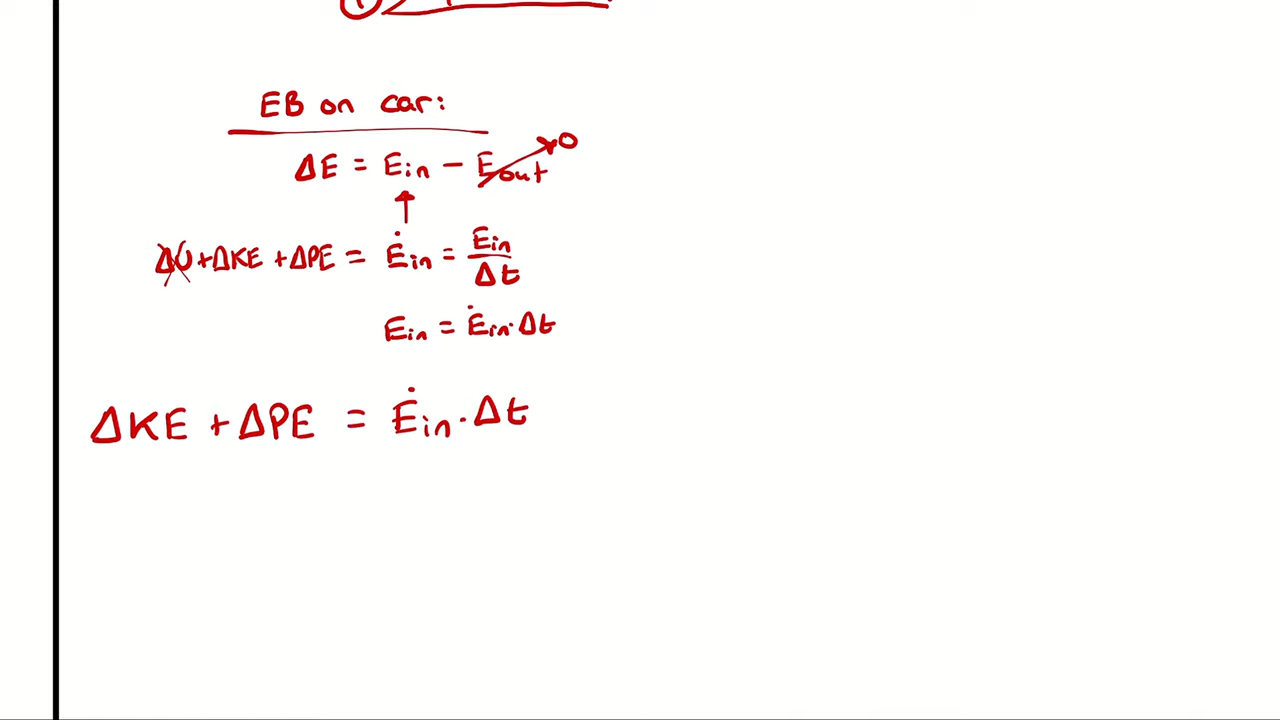 EB on car:
ΔE = Ein - Eout → 0
ΔU + ΔKE + ΔPE = Ėin = Ein / Δt
Ein = Ėin · Δt
ΔKE + ΔPE = Ėin · Δt